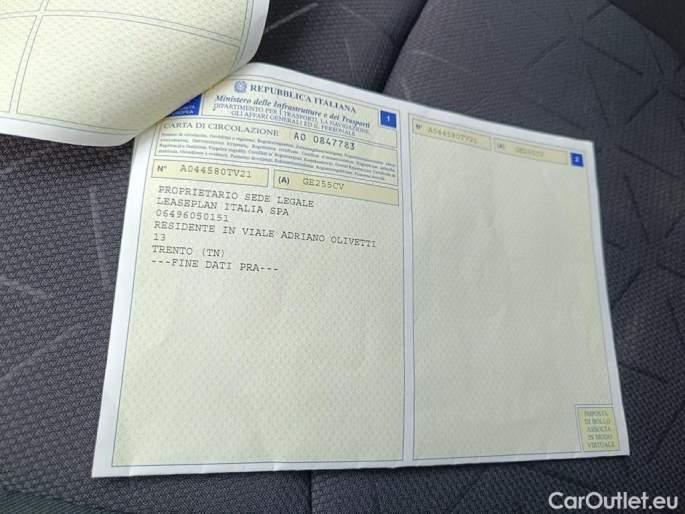 REPUBBLICA ITALIANA
Ministero delle Infrastrutture e dei Trasporti
DIPARTIMENTO PER I TRASPORTI, LA NAVIGAZIONE,
GLI AFFARI GENERALI ED IL PERSONALE
1
CARTA DI CIRCOLAZIONE AO 0847783
N° A044580TV21 (A) GE255CV
PROPRIETARIO SEDE LEGALE
LEASEPLAN ITALIA SPA
06496050151
RESIDENTE IN VIALE ADRIANO OLIVETTI
13
TRENTO (TN)
---FINE DATI PRA---
N° A044580TV21 (A) GE255CV
2
IMPOSTA
DI BOLLO
ASSOLTA
IN MODO
VIRTUALE
CarOutlet.eu